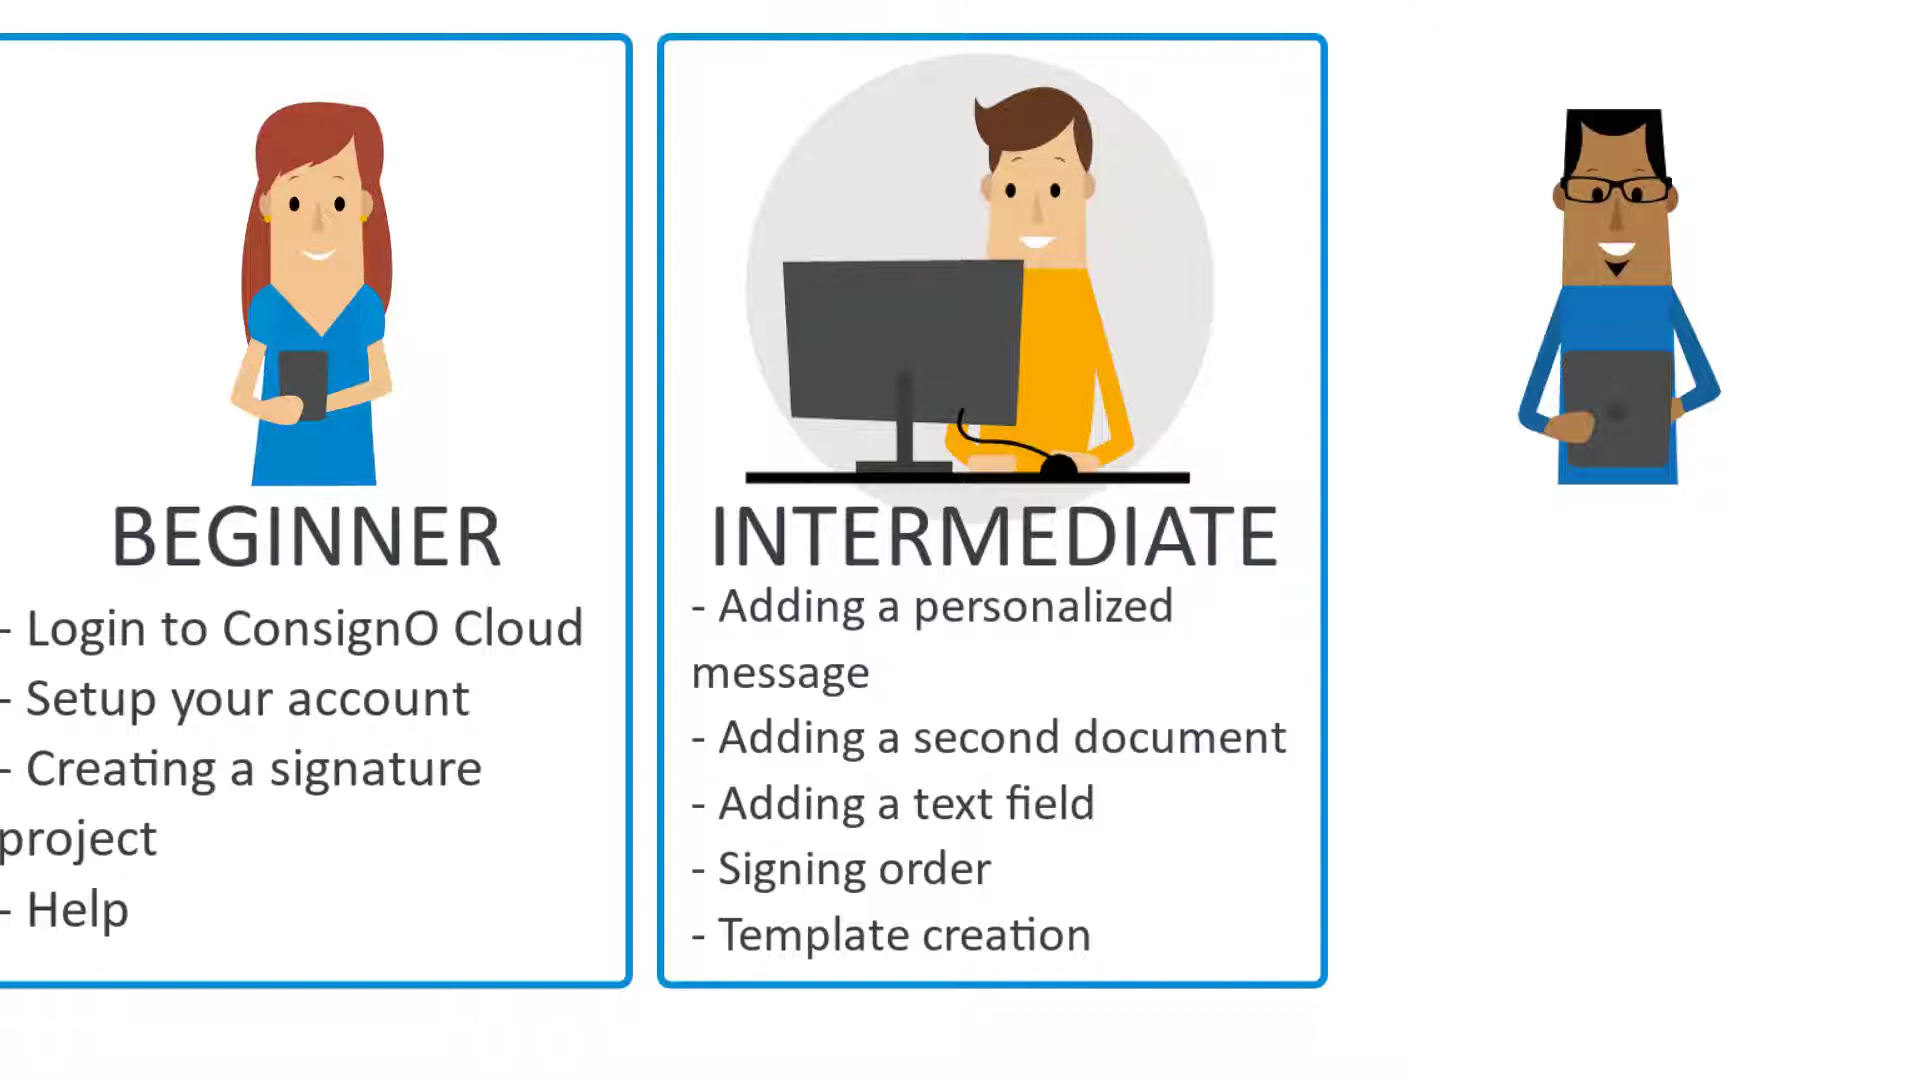 BEGINNER
- Login to ConsignO Cloud
- Setup your account
- Creating a signature
project
- Help
INTERMEDIATE
- Adding a personalized
message
- Adding a second document
- Adding a text field
- Signing order
- Template creation